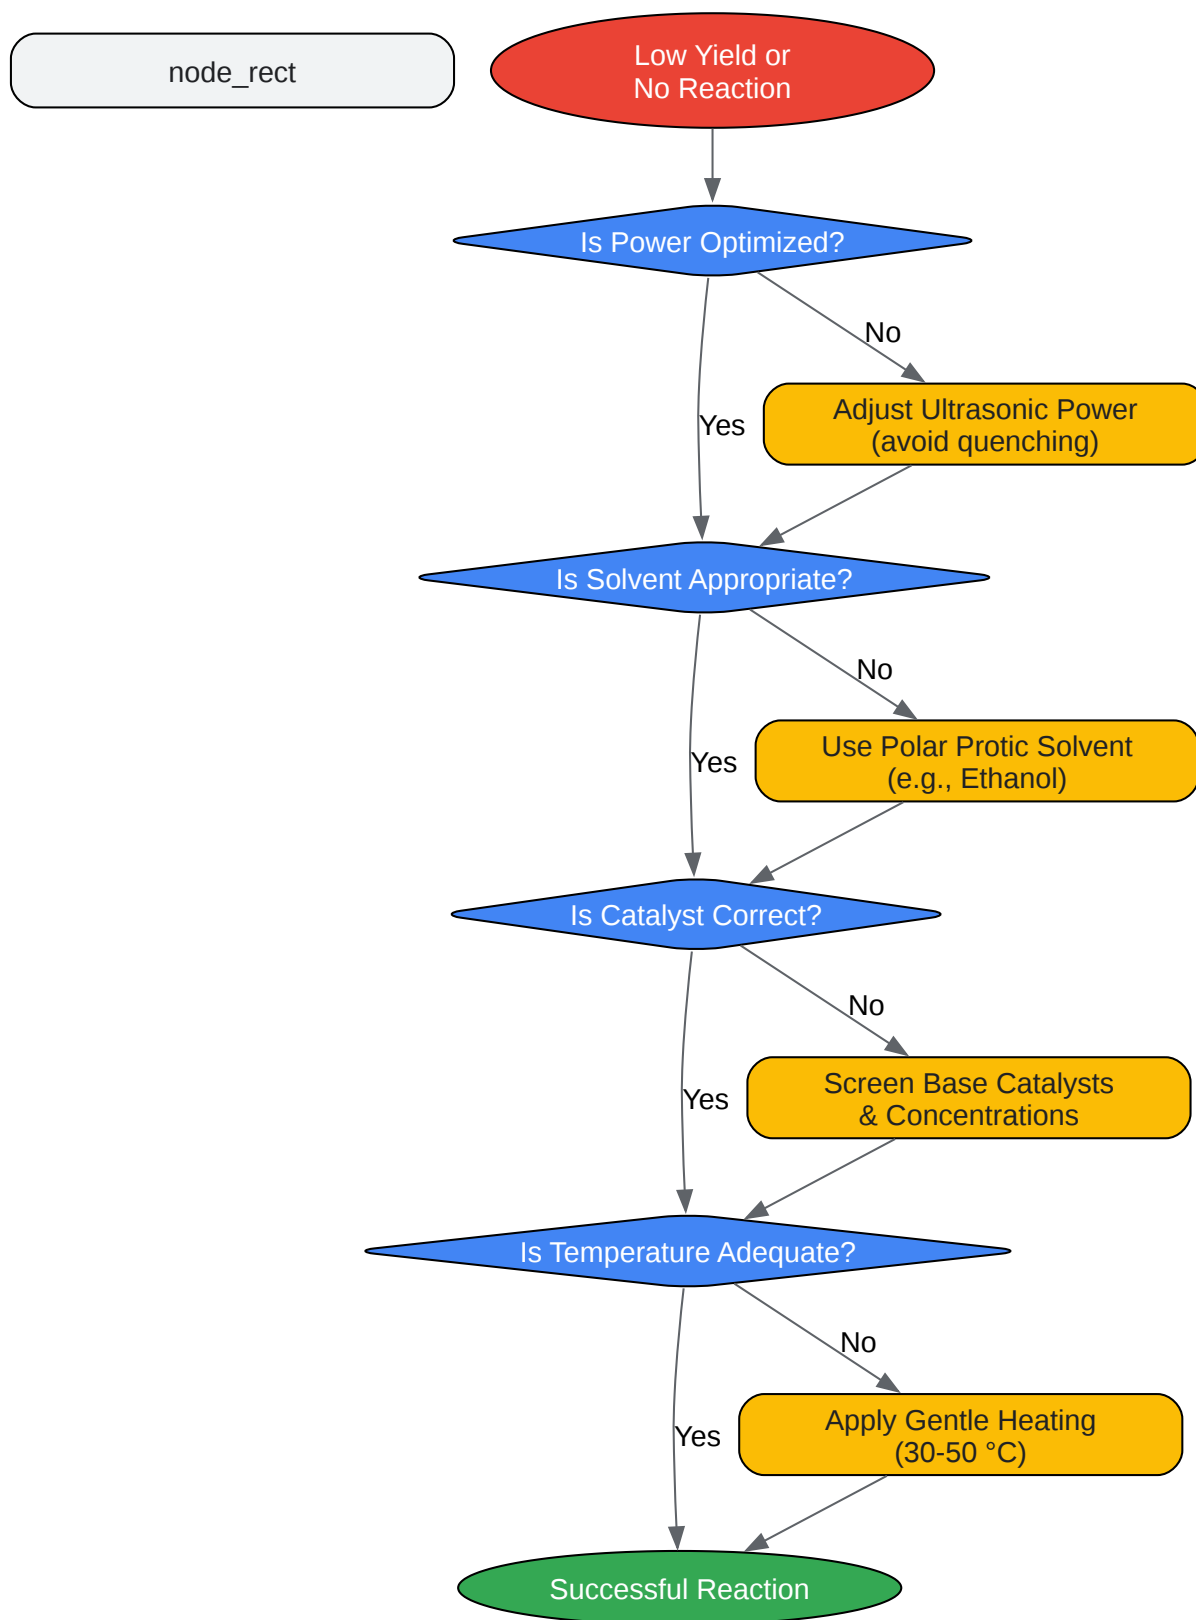 node_rect
Low Yield or
No Reaction
Is Power Optimized?
No
Adjust Ultrasonic Power
(avoid quenching)
Yes
Is Solvent Appropriate?
No
Use Polar Protic Solvent
(e.g., Ethanol)
Yes
Is Catalyst Correct?
No
Screen Base Catalysts
& Concentrations
Yes
Is Temperature Adequate?
No
Apply Gentle Heating
(30-50 °C)
Yes
Successful Reaction